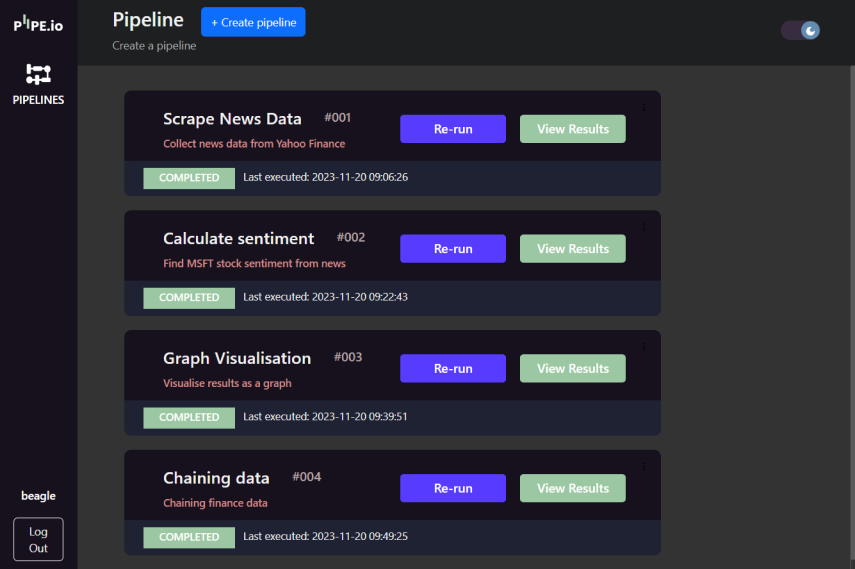 PIPE.io
PIPELINES
Pipeline
+ Create pipeline
Create a pipeline
Scrape News Data #001
Collect news data from Yahoo Finance
Re-run
View Results
COMPLETED Last executed: 2023-11-20 09:06:26
Calculate sentiment #002
Find MSFT stock sentiment from news
Re-run
View Results
COMPLETED Last executed: 2023-11-20 09:22:43
Graph Visualisation #003
Visualise results as a graph
Re-run
View Results
COMPLETED Last executed: 2023-11-20 09:39:51
Chaining data #004
Chaining finance data
Re-run
View Results
COMPLETED Last executed: 2023-11-20 09:49:25
beagle
Log
Out